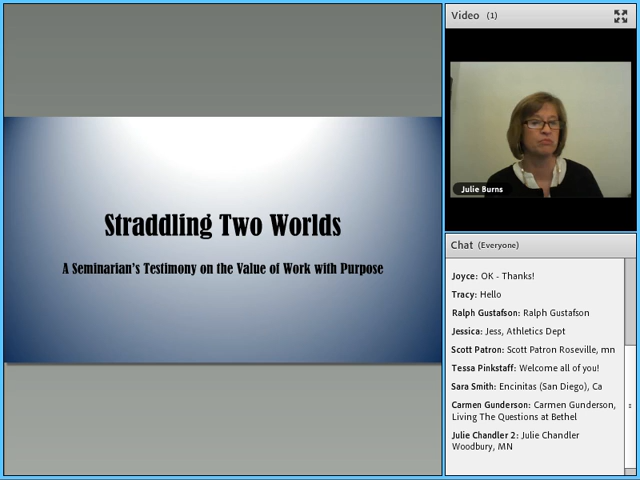 Straddling Two Worlds
A Seminarian's Testimony on the Value of Work with Purpose
Video (1)
Julie Burns
Chat (Everyone)
Joyce: OK - Thanks!
Tracy: Hello
Ralph Gustafson: Ralph Gustafson
Jessica: Jess, Athletics Dept
Scott Patron: Scott Patron Roseville, mn
Tessa Pinkstaff: Welcome all of you!
Sara Smith: Encinitas (San Diego), Ca
Carmen Gunderson: Carmen Gunderson,
Living The Questions at Bethel
Julie Chandler 2: Julie Chandler
Woodbury, MN